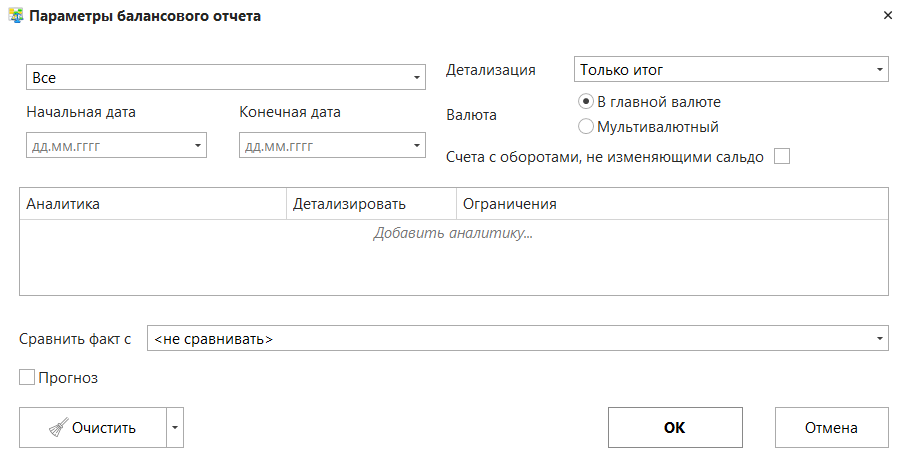 Параметры балансового отчета
Все
Детализация
Только итог
Начальная дата
Конечная дата
Валюта
В главной валюте
Мультивалютный
дд.мм.гггг
дд.мм.гггг
Счета с оборотами, не изменяющими сальдо
Аналитика
Детализировать
Ограничения
Добавить аналитику...
Сравнить факт с
<не сравнивать>
Прогноз
Очистить
OK
Отмена